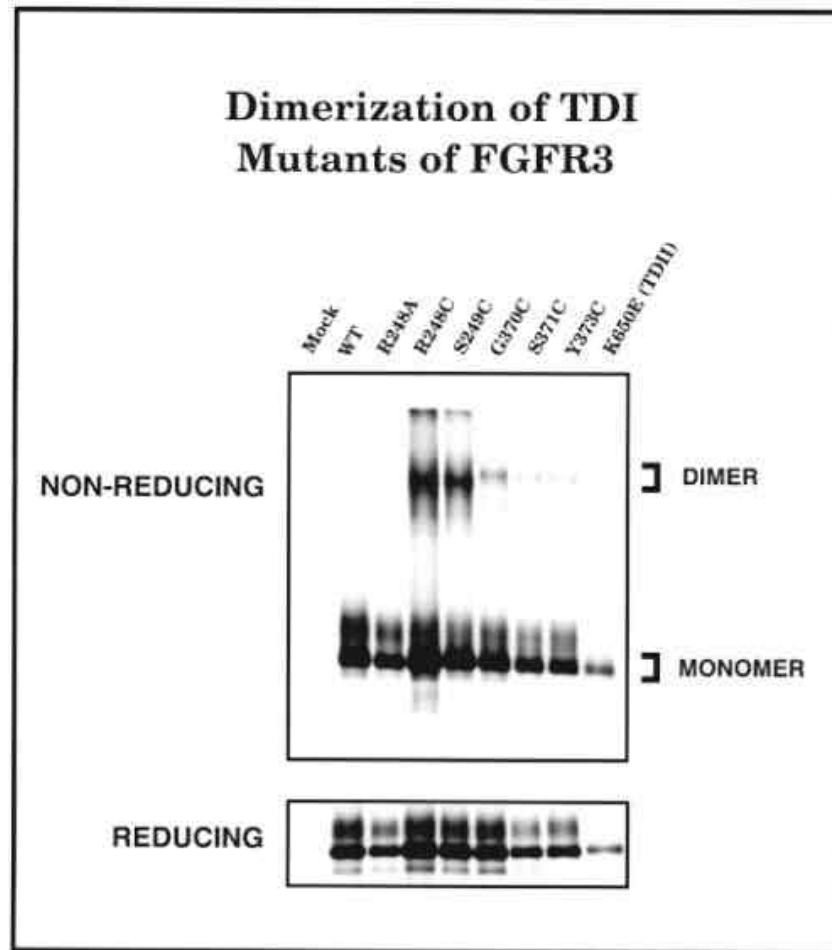 Dimerization of TDI
Mutants of FGFR3
Mock
WT
R248A
R248C
S249C
G370C
S371C
Y373C
K650E (TDII)
NON-REDUCING
DIMER
MONOMER
REDUCING